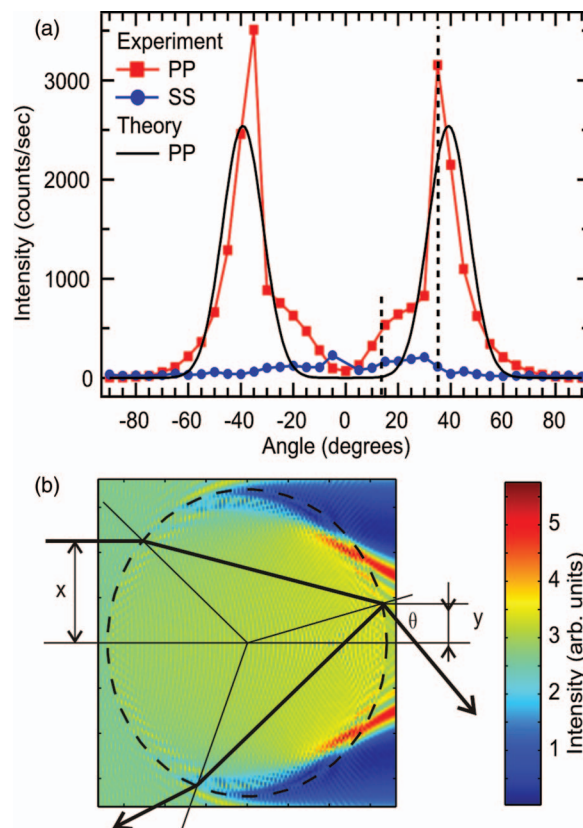 (a)
Experiment
PP
SS
Theory
PP
Intensity (counts/sec)
3000
2000
1000
0
-80 -60 -40 -20 0 20 40 60 80
Angle (degrees)
(b)
x
θ
y
5
4
3
2
1
Intensity (arb. units)